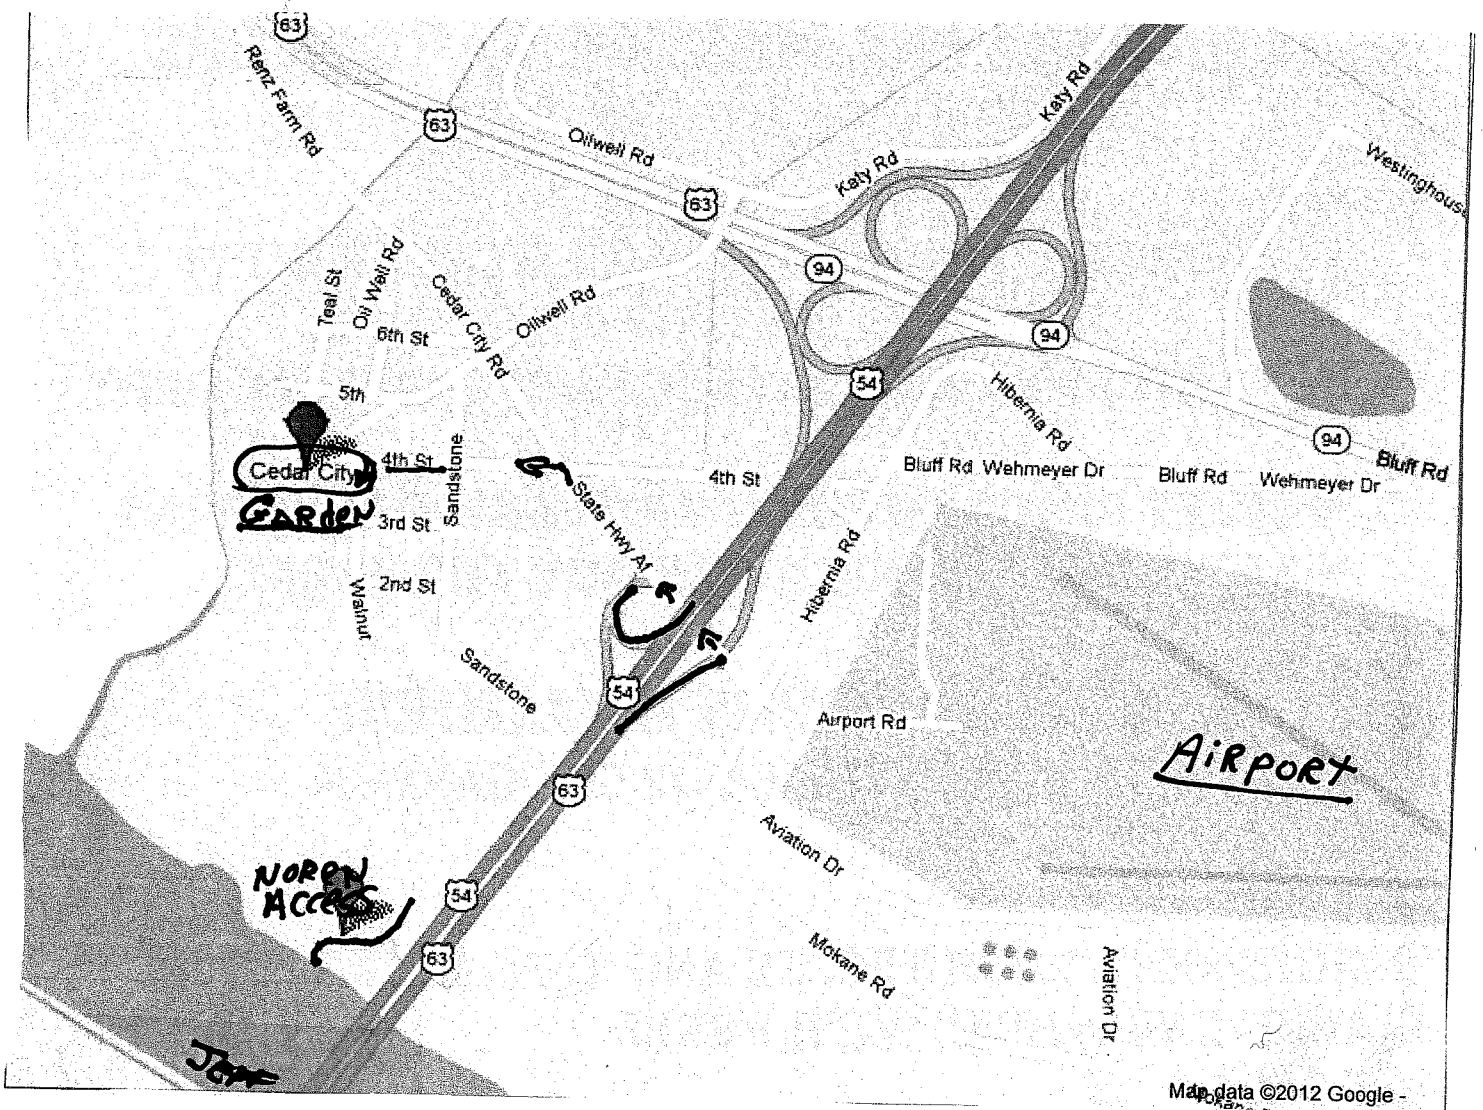 63
Renz Farm Rd
63
Oilwell Rd
63
Katy Rd
Katy Rd
Westinghous
94
94
54
94
Bluff Rd
Teal St
Oil Well Rd
Cedar City Rd
Oilwell Rd
6th St
5th
Hibernia Rd
Cedar City
GARDEN
4th St
Sandstone
4th St
Bluff Rd
Wehmeyer Dr
Bluff Rd
Wehmeyer Dr
State Hwy Af
3rd St
2nd St
Walnut
Hibernia Rd
Sandstone
54
63
Airport Rd
AIRPORT
Aviation Dr
NOREN
ACCESS
54
63
Mokane Rd
Aviation Dr
JEFF
Map data ©2012 Google -